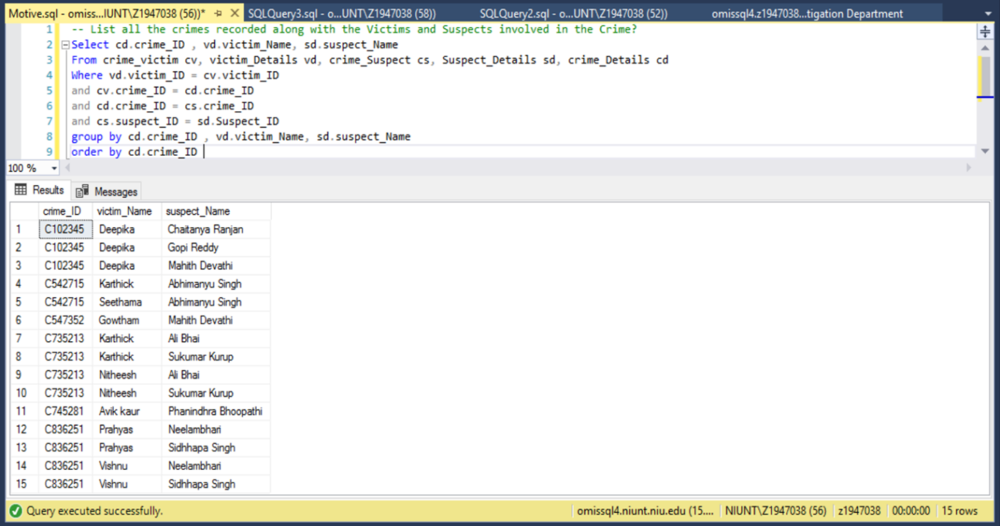 Motive.sql - omiss...IUNT\Z1947038 (56))* SQLQuery3.sql - o...UNT\Z1947038 (58)) SQLQuery2.sql - o...UNT\Z1947038 (52)) omissql4.z1947038...tigation Department
1 -- List all the crimes recorded along with the Victims and Suspects involved in the Crime?
2 Select cd.crime_ID , vd.victim_Name, sd.suspect_Name
3 From crime_victim cv, victim_Details vd, crime_Suspect cs, Suspect_Details sd, crime_Details cd
4 Where vd.victim_ID = cv.victim_ID
5 and cv.crime_ID = cd.crime_ID
6 and cd.crime_ID = cs.crime_ID
7 and cs.suspect_ID = sd.Suspect_ID
8 group by cd.crime_ID , vd.victim_Name, sd.suspect_Name
9 order by cd.crime_ID
100 %
Results Messages
crime_ID victim_Name suspect_Name
1 C102345 Deepika Chaitanya Ranjan
2 C102345 Deepika Gopi Reddy
3 C102345 Deepika Mahith Devathi
4 C542715 Karthick Abhimanyu Singh
5 C542715 Seethama Abhimanyu Singh
6 C547352 Gowtham Mahith Devathi
7 C735213 Karthick Ali Bhai
8 C735213 Karthick Sukumar Kurup
9 C735213 Nitheesh Ali Bhai
10 C735213 Nitheesh Sukumar Kurup
11 C745281 Avik kaur Phanindhra Bhoopathi
12 C836251 Prahyas Neelambhari
13 C836251 Prahyas Sidhhapa Singh
14 C836251 Vishnu Neelambhari
15 C836251 Vishnu Sidhhapa Singh
Query executed successfully. omissql4.niunt.niu.edu (15.... NIUNT\Z1947038 (56) z1947038 00:00:00 15 rows